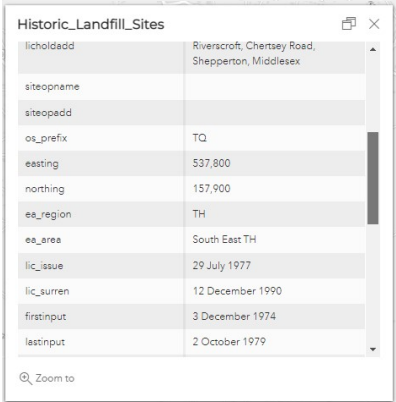 Historic_Landfill_Sites
licholdadd Riverscroft, Chertsey Road,
Shepperton, Middlesex
siteopname
siteopadd
os_prefix TQ
easting 537,800
northing 157,900
ea_region TH
ea_area South East TH
lic_issue 29 July 1977
lic_surren 12 December 1990
firstinput 3 December 1974
lastinput 2 October 1979
Zoom to